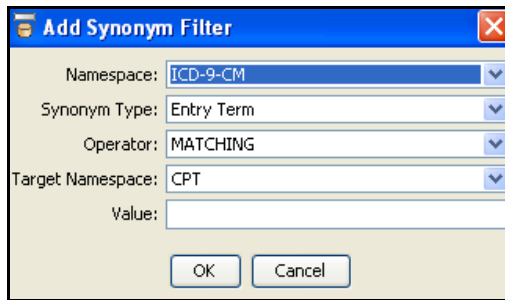 Add Synonym Filter
Namespace: ICD-9-CM
Synonym Type: Entry Term
Operator: MATCHING
Target Namespace: CPT
Value:
OK Cancel